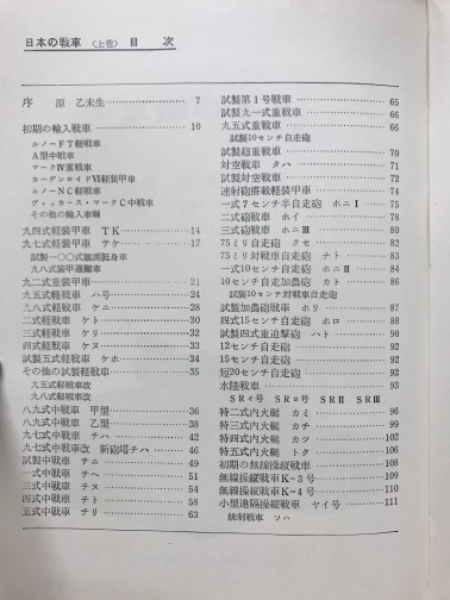 日本の戦車 〈上巻〉 目 次
序 原 乙未生…………………… 7
初期の輸入戦車…………………… 10
ルノーFT軽戦車
A型中戦車
マークⅣ重戦車
カーデンロイドⅥ軽装甲車
ルノーNC軽戦車
ヴィッカース・マークC中戦車
その他の輸入車輛
九四式軽装甲車 TK…………… 14
九七式軽装甲車 テケ…………… 17
試製一〇〇式観測挺身車
九八式装甲運搬車
九二式重装甲車…………………… 21
九五式軽戦車 ハ号……………… 24
九八式軽戦車 ケニ……………… 28
二式軽戦車 ケト………………… 30
三式軽戦車 ケリ………………… 32
四式軽戦車 ケヌ………………… 33
試製五式軽戦車 ケホ…………… 34
その他の試製軽戦車……………… 35
九五式軽戦車改
九八式軽戦車改
八九式中戦車 甲型……………… 36
八九式中戦車 乙型……………… 38
九七式中戦車 チハ……………… 42
九七式中戦車改 新砲塔チハ…… 46
試製中戦車 チニ………………… 49
一式中戦車 チヘ………………… 51
三式中戦車 チヌ………………… 54
四式中戦車 チト………………… 58
五式中戦車 チリ………………… 63
試製第1号戦車…………………… 65
試製九一式重戦車………………… 66
九五式重戦車……………………… 66
試製10センチ自走砲
試製超重戦車……………………… 70
対空戦車 タハ…………………… 71
試製対空戦車……………………… 72
速射砲搭載軽装甲車……………… 74
一式7センチ半自走砲 ホニⅠ… 75
二式砲戦車 ホイ………………… 78
三式砲戦車 ホニⅢ……………… 80
75ミリ自走砲 クセ……………… 82
75ミリ対戦車自走砲 ナト……… 83
一式10センチ自走砲 ホニⅡ…… 84
10センチ自走加農砲 カト……… 86
試製10センチ対戦車自走砲
試製加農砲戦車 ホリ…………… 87
四式15センチ自走砲 ホロ……… 88
試製四式重迫撃砲 ハト………… 90
12センチ自走砲…………………… 92
15センチ自走砲…………………… 92
短20センチ自走砲………………… 92
水陸戦車…………………………… 93
SRイ号 SRロ号 SRⅡ SRⅢ
特二式内火艇 カミ……………… 96
特三式内火艇 カチ……………… 99
特四式内火艇 カツ……………… 102
特五式内火艇 トク……………… 106
初期の無線操縦戦車……………… 108
無線操縦戦車K-3号……………… 109
無線操縦戦車K-4号……………… 110
小型遠隔操縦戦車 ヤイ号……… 111
統制戦車 ソハ